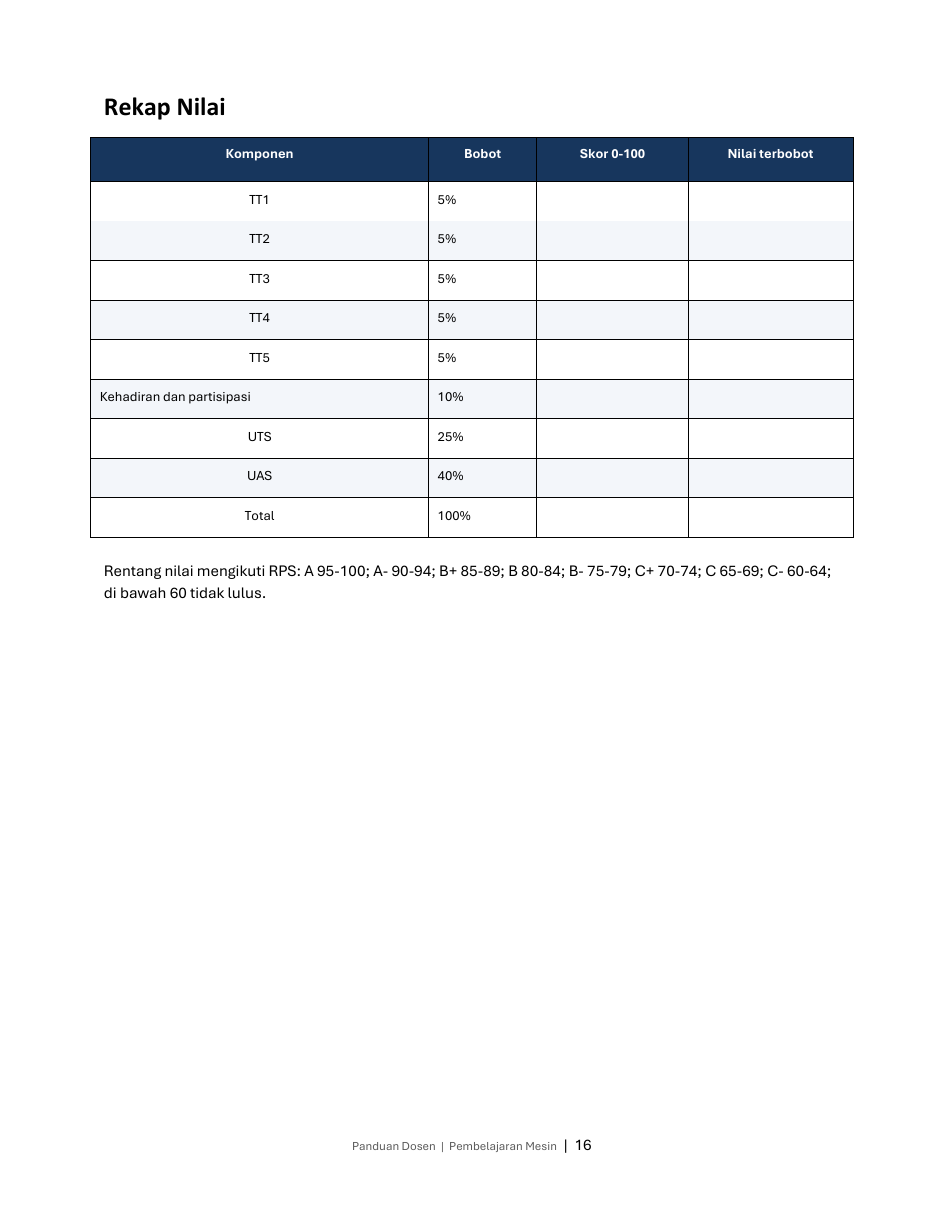 Rekap Nilai
Komponen Bobot Skor 0-100 Nilai terbobot
TT1 5%
TT2 5%
TT3 5%
TT4 5%
TT5 5%
Kehadiran dan partisipasi 10%
UTS 25%
UAS 40%
Total 100%
Rentang nilai mengikuti RPS: A 95-100; A- 90-94; B+ 85-89; B 80-84; B- 75-79; C+ 70-74; C 65-69; C- 60-64;
di bawah 60 tidak lulus.
Panduan Dosen | Pembelajaran Mesin | 16